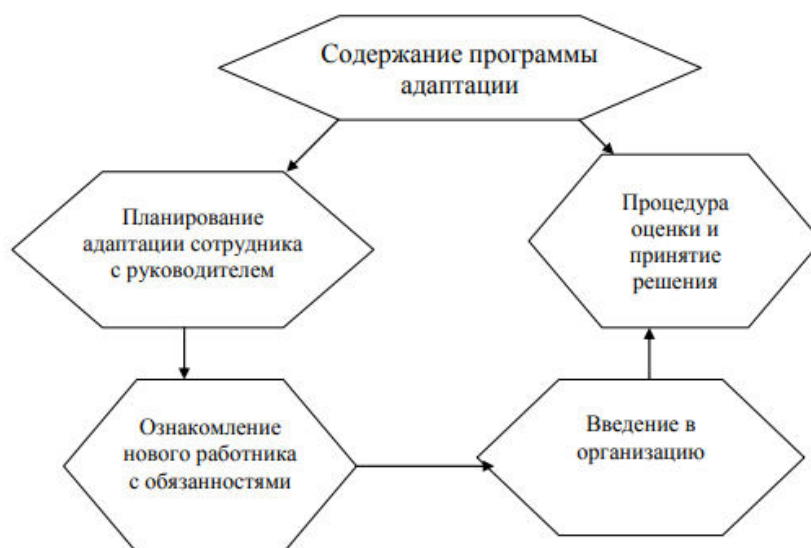 Содержание программы
адаптации
Планирование
адаптации сотрудника
с руководителем
Процедура
оценки и
принятие
решения
Ознакомление
нового работника
с обязанностями
Введение в
организацию